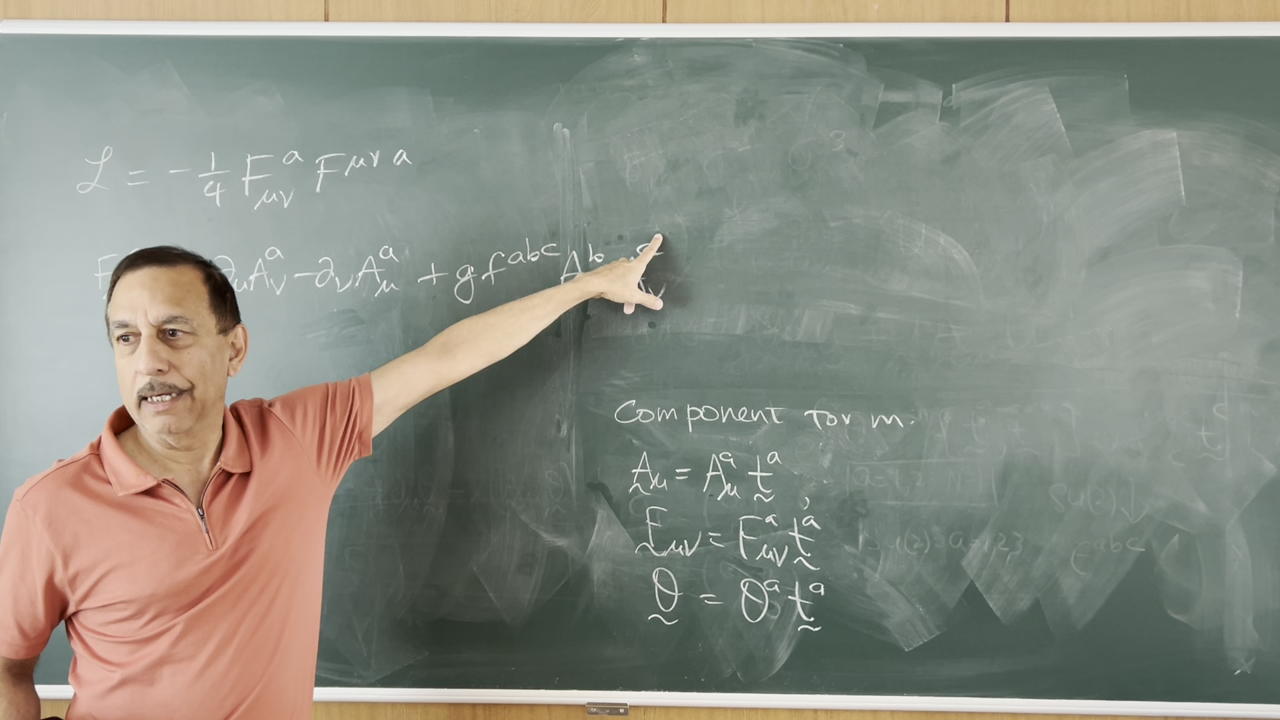 ℒ = -1/4 F^a_μν F^μν a
∂_μ A^a_ν - ∂_ν A^a_μ + g f^abc A^b
Component Form.
A_μ = A^a_μ t^a,
F_μν = F^a_μν t^a
θ = θ^a t^a